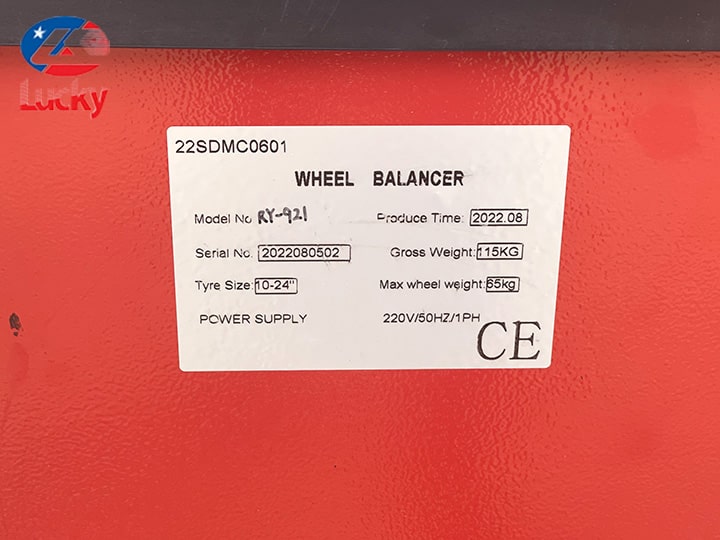 Lucky
22SDMC0601
WHEEL BALANCER
Model No RY-921 Produce Time: 2022.08
Serial No. 2022080502 Gross Weight: 115KG
Tyre Size: 10-24" Max wheel weight: 65kg
POWER SUPPLY 220V/50HZ/1PH
CE